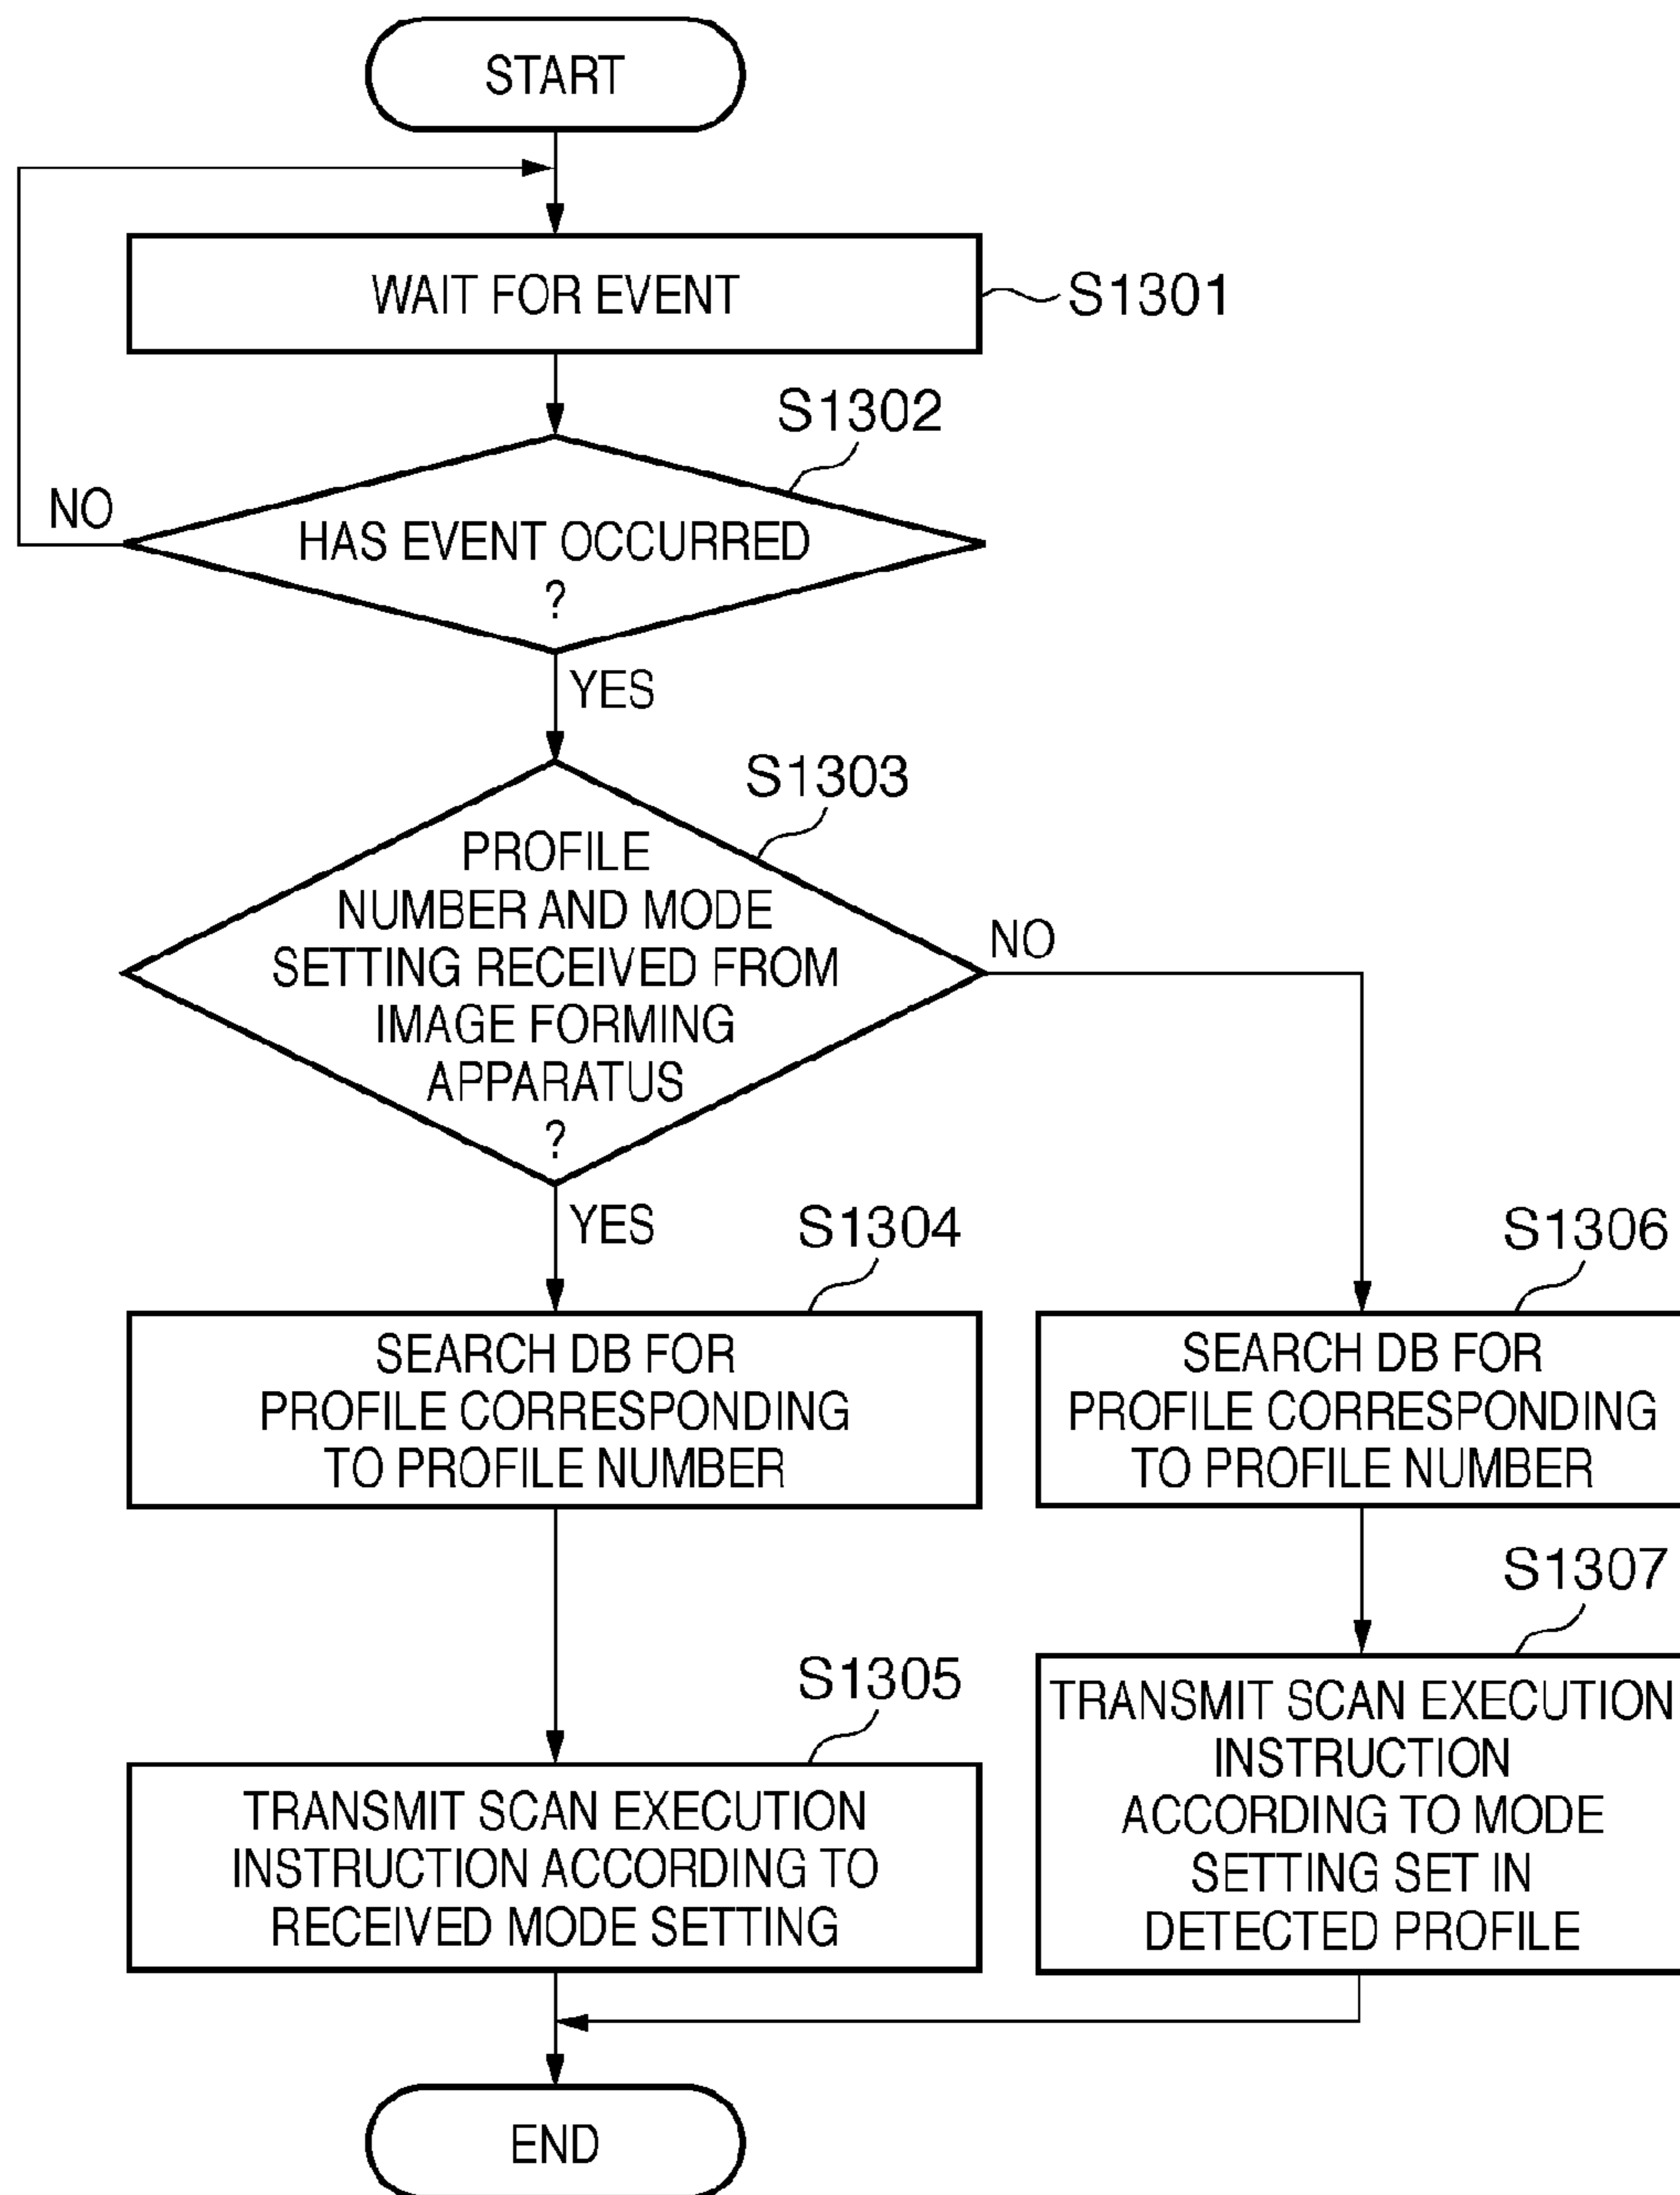 START
WAIT FOR EVENT
S1301
S1302
NO
HAS EVENT OCCURRED
?
YES
S1303
PROFILE
NUMBER AND MODE
SETTING RECEIVED FROM
IMAGE FORMING
APPARATUS
?
NO
YES
S1304
SEARCH DB FOR
PROFILE CORRESPONDING
TO PROFILE NUMBER
S1306
SEARCH DB FOR
PROFILE CORRESPONDING
TO PROFILE NUMBER
S1305
TRANSMIT SCAN EXECUTION
INSTRUCTION ACCORDING TO
RECEIVED MODE SETTING
S1307
TRANSMIT SCAN EXECUTION
INSTRUCTION
ACCORDING TO MODE
SETTING SET IN
DETECTED PROFILE
END